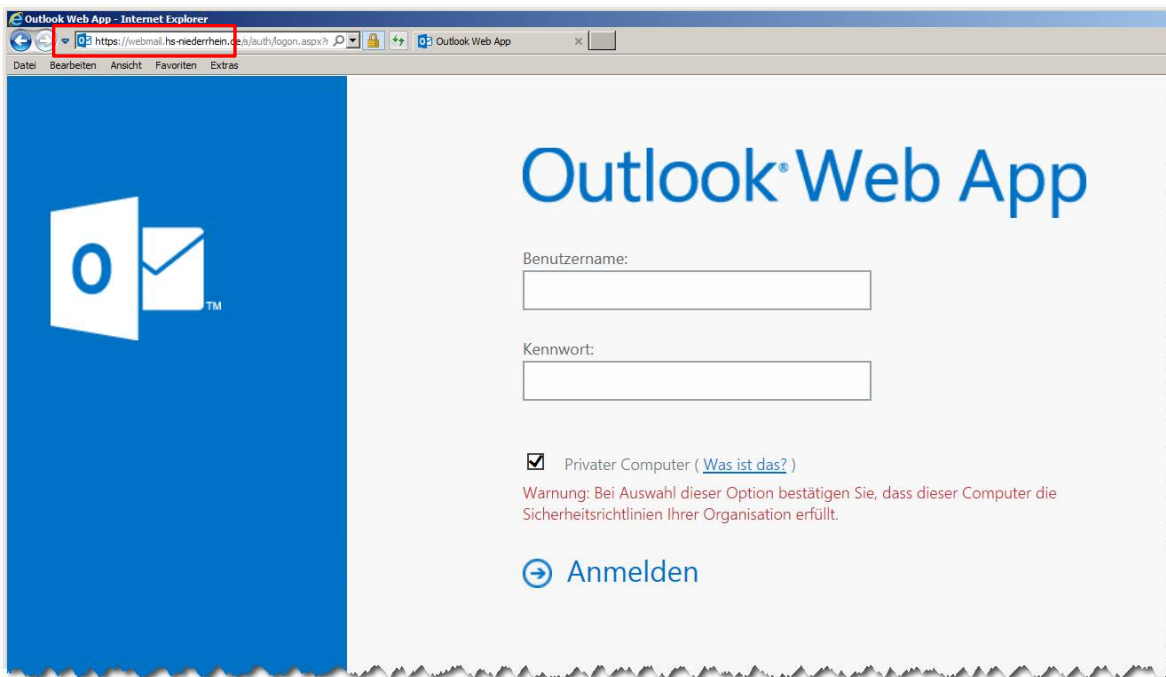 Outlook Web App - Internet Explorer
https://webmail.hs-niederrhein.de/a/auth/logon.aspx?r
Outlook Web App
Datei Bearbeiten Ansicht Favoriten Extras
Outlook® Web App
O
TM
Benutzername:
Kennwort:
Privater Computer ( Was ist das? )
Warnung: Bei Auswahl dieser Option bestätigen Sie, dass dieser Computer die
Sicherheitsrichtlinien Ihrer Organisation erfüllt.
Anmelden